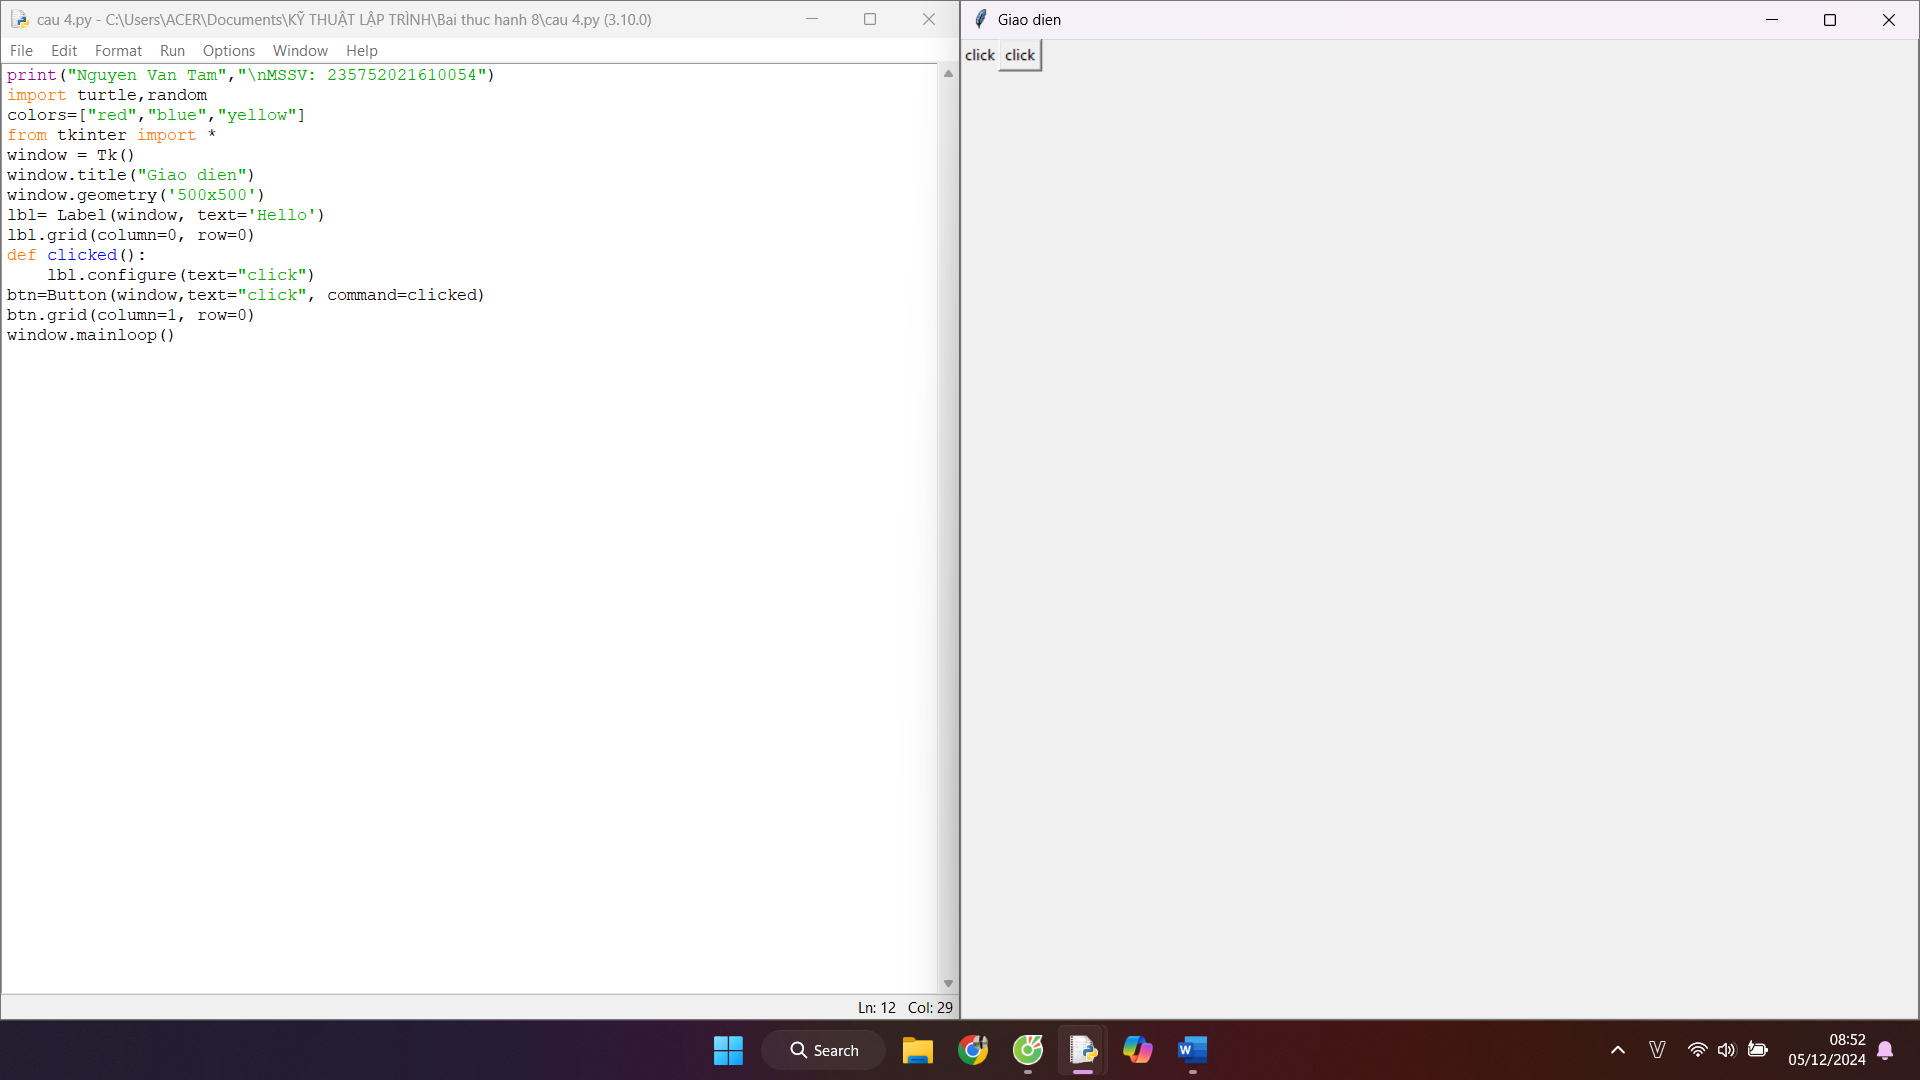 cau 4.py - C:\Users\ACER\Documents\KỸ THUẬT LẬP TRÌNH\Bai thuc hanh 8\cau 4.py (3.10.0)
File Edit Format Run Options Window Help
print("Nguyen Van Tam","\nMSSV: 235752021610054")
import turtle,random
colors=["red","blue","yellow"]
from tkinter import *
window = Tk()
window.title("Giao dien")
window.geometry('500x500')
lbl= Label(window, text='Hello')
lbl.grid(column=0, row=0)
def clicked():
    lbl.configure(text="click")
btn=Button(window,text="click", command=clicked)
btn.grid(column=1, row=0)
window.mainloop()
Ln: 12 Col: 29
Giao dien
click click
Search
W
V
08:52
05/12/2024